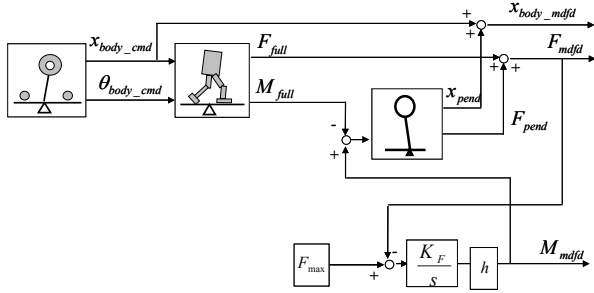 x_body_mdfd
+
+
x_body_cmd
F_full
F_mdfd
+
+
θ_body_cmd
M_full
x_pend
F_pend
-
+
-
F_max
+
K_F
s
h
M_mdfd